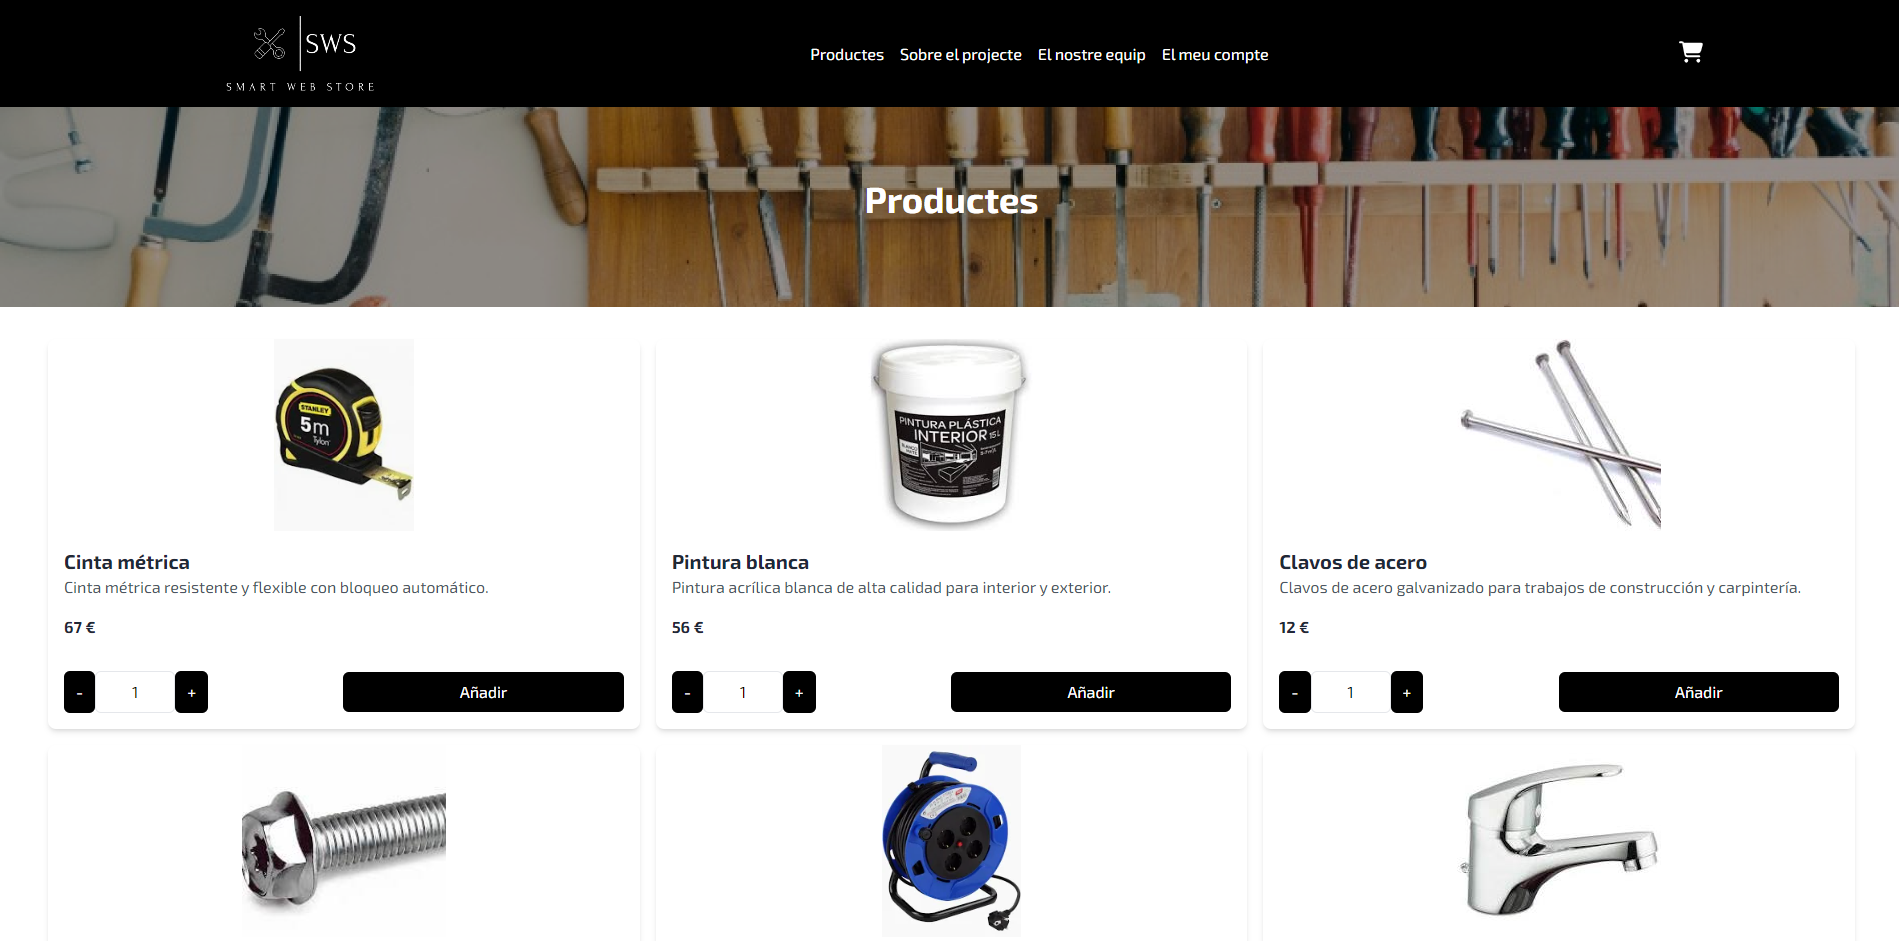 SWS
SMART WEB STORE
Productes Sobre el projecte El nostre equip El meu compte
Productes
STANLEY
5m
Tylon
PINTURA PLÁSTICA
INTERIOR 15 L
Cinta métrica
Cinta métrica resistente y flexible con bloqueo automático.
67 €
- 1 +
Añadir
Pintura blanca
Pintura acrílica blanca de alta calidad para interior y exterior.
56 €
- 1 +
Añadir
Clavos de acero
Clavos de acero galvanizado para trabajos de construcción y carpintería.
12 €
- 1 +
Añadir